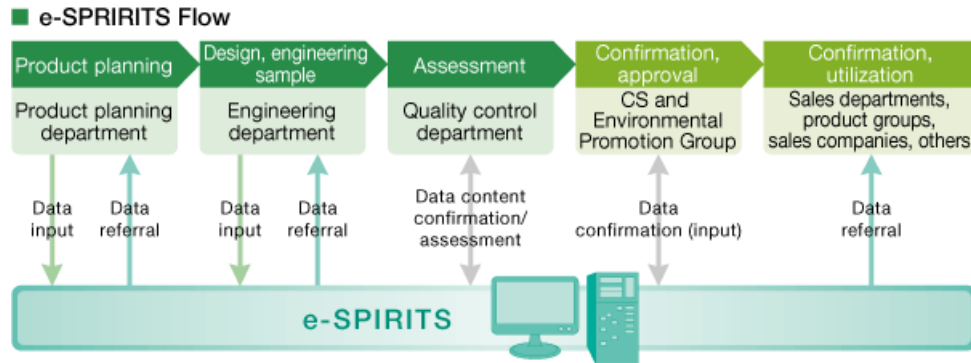 e-SPRIRITS Flow
Product planning
Design, engineering
sample
Assessment
Confirmation,
approval
Confirmation,
utilization
Product planning
department
Engineering
department
Quality control
department
CS and
Environmental
Promotion Group
Sales departments,
product groups,
sales companies, others
Data
input
Data
referral
Data
input
Data
referral
Data content
confirmation/
assessment
Data
confirmation (input)
Data
referral
e-SPIRITS